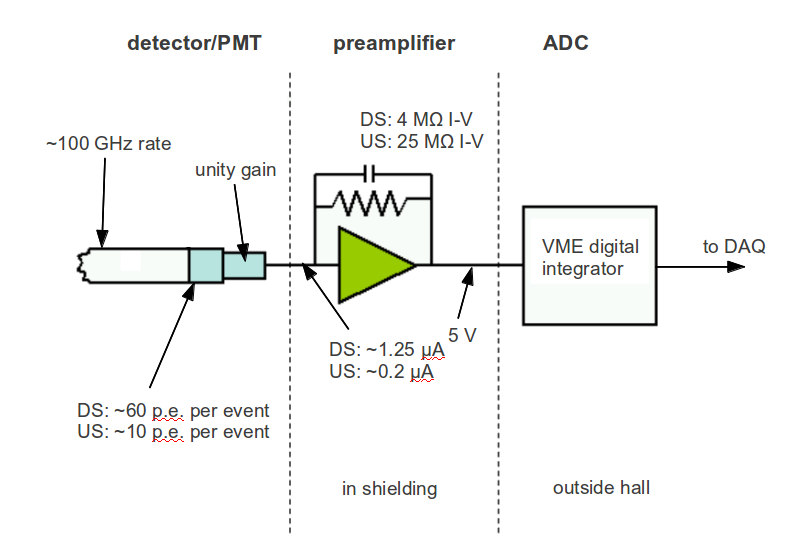 detector/PMT
preamplifier
ADC
DS: 4 MΩ I-V
US: 25 MΩ I-V
~100 GHz rate
unity gain
VME digital
integrator
to DAQ
5 V
DS: ~1.25 µA
US: ~0.2 µA
DS: ~60 p.e. per event
US: ~10 p.e. per event
in shielding
outside hall